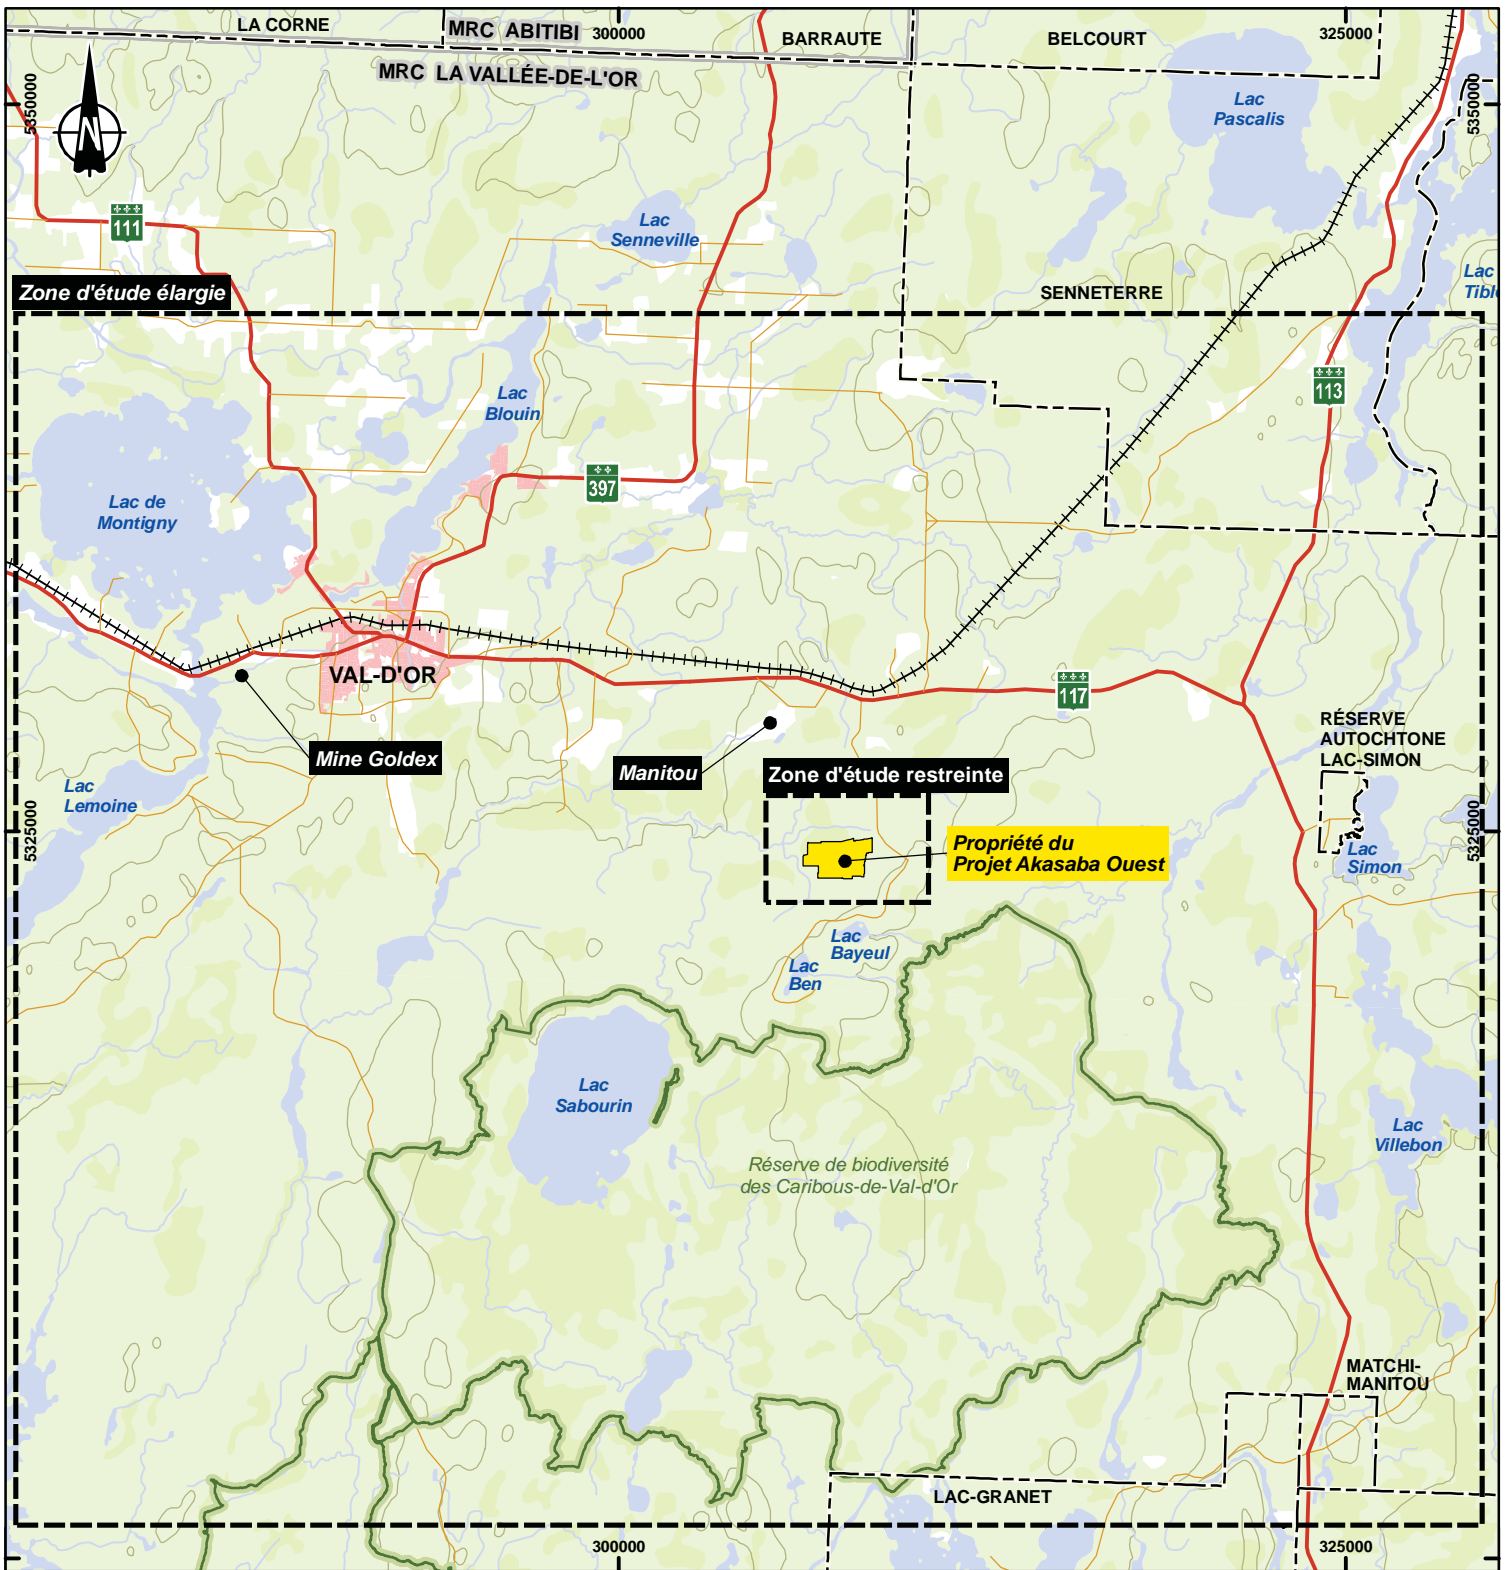 LA CORNE
MRC ABITIBI
300000
BARRAUTE
BELCOURT
325000
MRC LA VALLÉE-DE-L'OR
5350000
N
Lac
Pascalis
5350000
111
Lac
Senneville
Zone d'étude élargie
SENNETERRE
Lac
113
Lac
Blouin
397
Lac de
Montigny
VAL-D'OR
117
Mine Goldex
Manitou
Zone d'étude restreinte
RÉSERVE
AUTOCHTONE
LAC-SIMON
Lac
Lemoine
5325000
5325000
Propriété du
Projet Akasaba Ouest
Lac
Simon
Lac
Bayeul
Lac
Ben
Lac
Sabourin
Lac
Villebon
Réserve de biodiversité
des Caribous-de-Val-d'Or
MATCHI-
MANITOU
LAC-GRANET
300000
325000